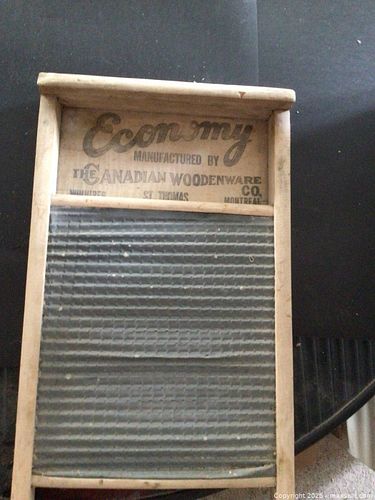 Economy
MANUFACTURED BY
THE CANADIAN WOODENWARE CO.
WINNIPEG ST. THOMAS MONTREAL
Copyright 2025 - maxsold.com